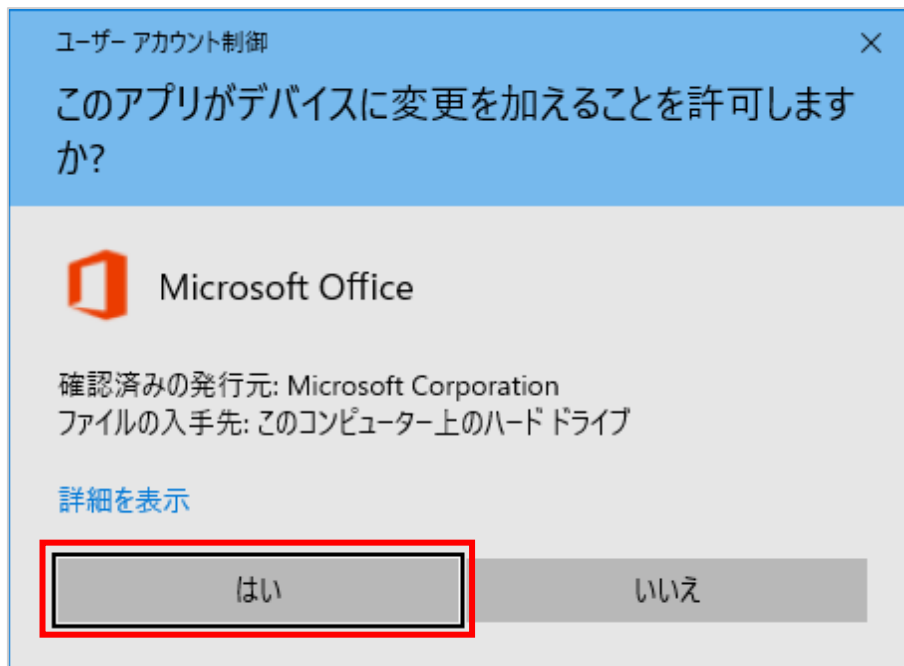 ユーザー アカウント制御
このアプリがデバイスに変更を加えることを許可します
か?
Microsoft Office
確認済みの発行元: Microsoft Corporation
ファイルの入手先: このコンピューター上のハード ドライブ
詳細を表示
はい
いいえ